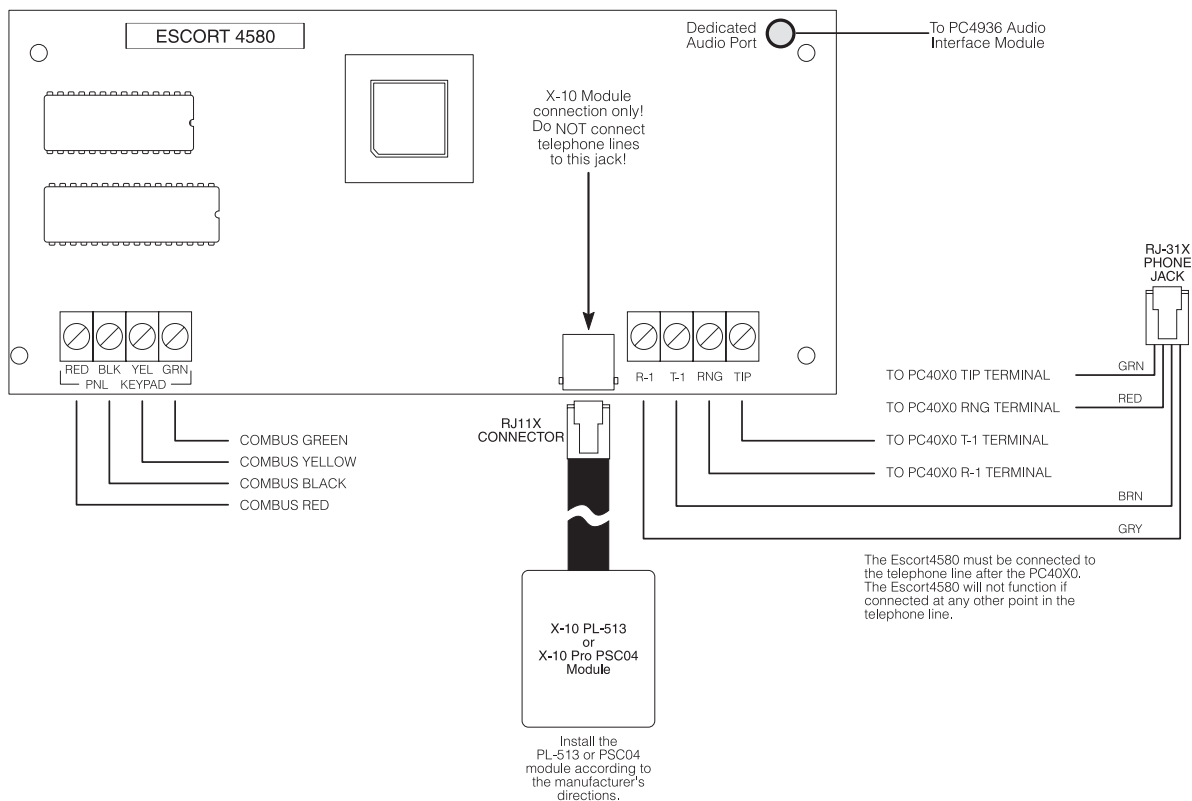 ESCORT 4580
Dedicated
Audio Port
To PC4936 Audio
Interface Module
X-10 Module
connection only!
Do NOT connect
telephone lines
to this jack!
RJ-31X
PHONE
JACK
RED BLK YEL GRN
PNL KEYPAD
R-1 T-1 RNG TIP
TO PC40X0 TIP TERMINAL
GRN
TO PC40X0 RNG TERMINAL
RED
RJ11X
CONNECTOR
COMBUS GREEN
COMBUS YELLOW
COMBUS BLACK
COMBUS RED
TO PC40X0 T-1 TERMINAL
TO PC40X0 R-1 TERMINAL
BRN
GRY
The Escort4580 must be connected to
the telephone line after the PC40X0.
The Escort4580 will not function if
connected at any other point in the
telephone line.
X-10 PL-513
or
X-10 Pro PSC04
Module
Install the
PL-513 or PSC04
module according to
the manufacturer's
directions.